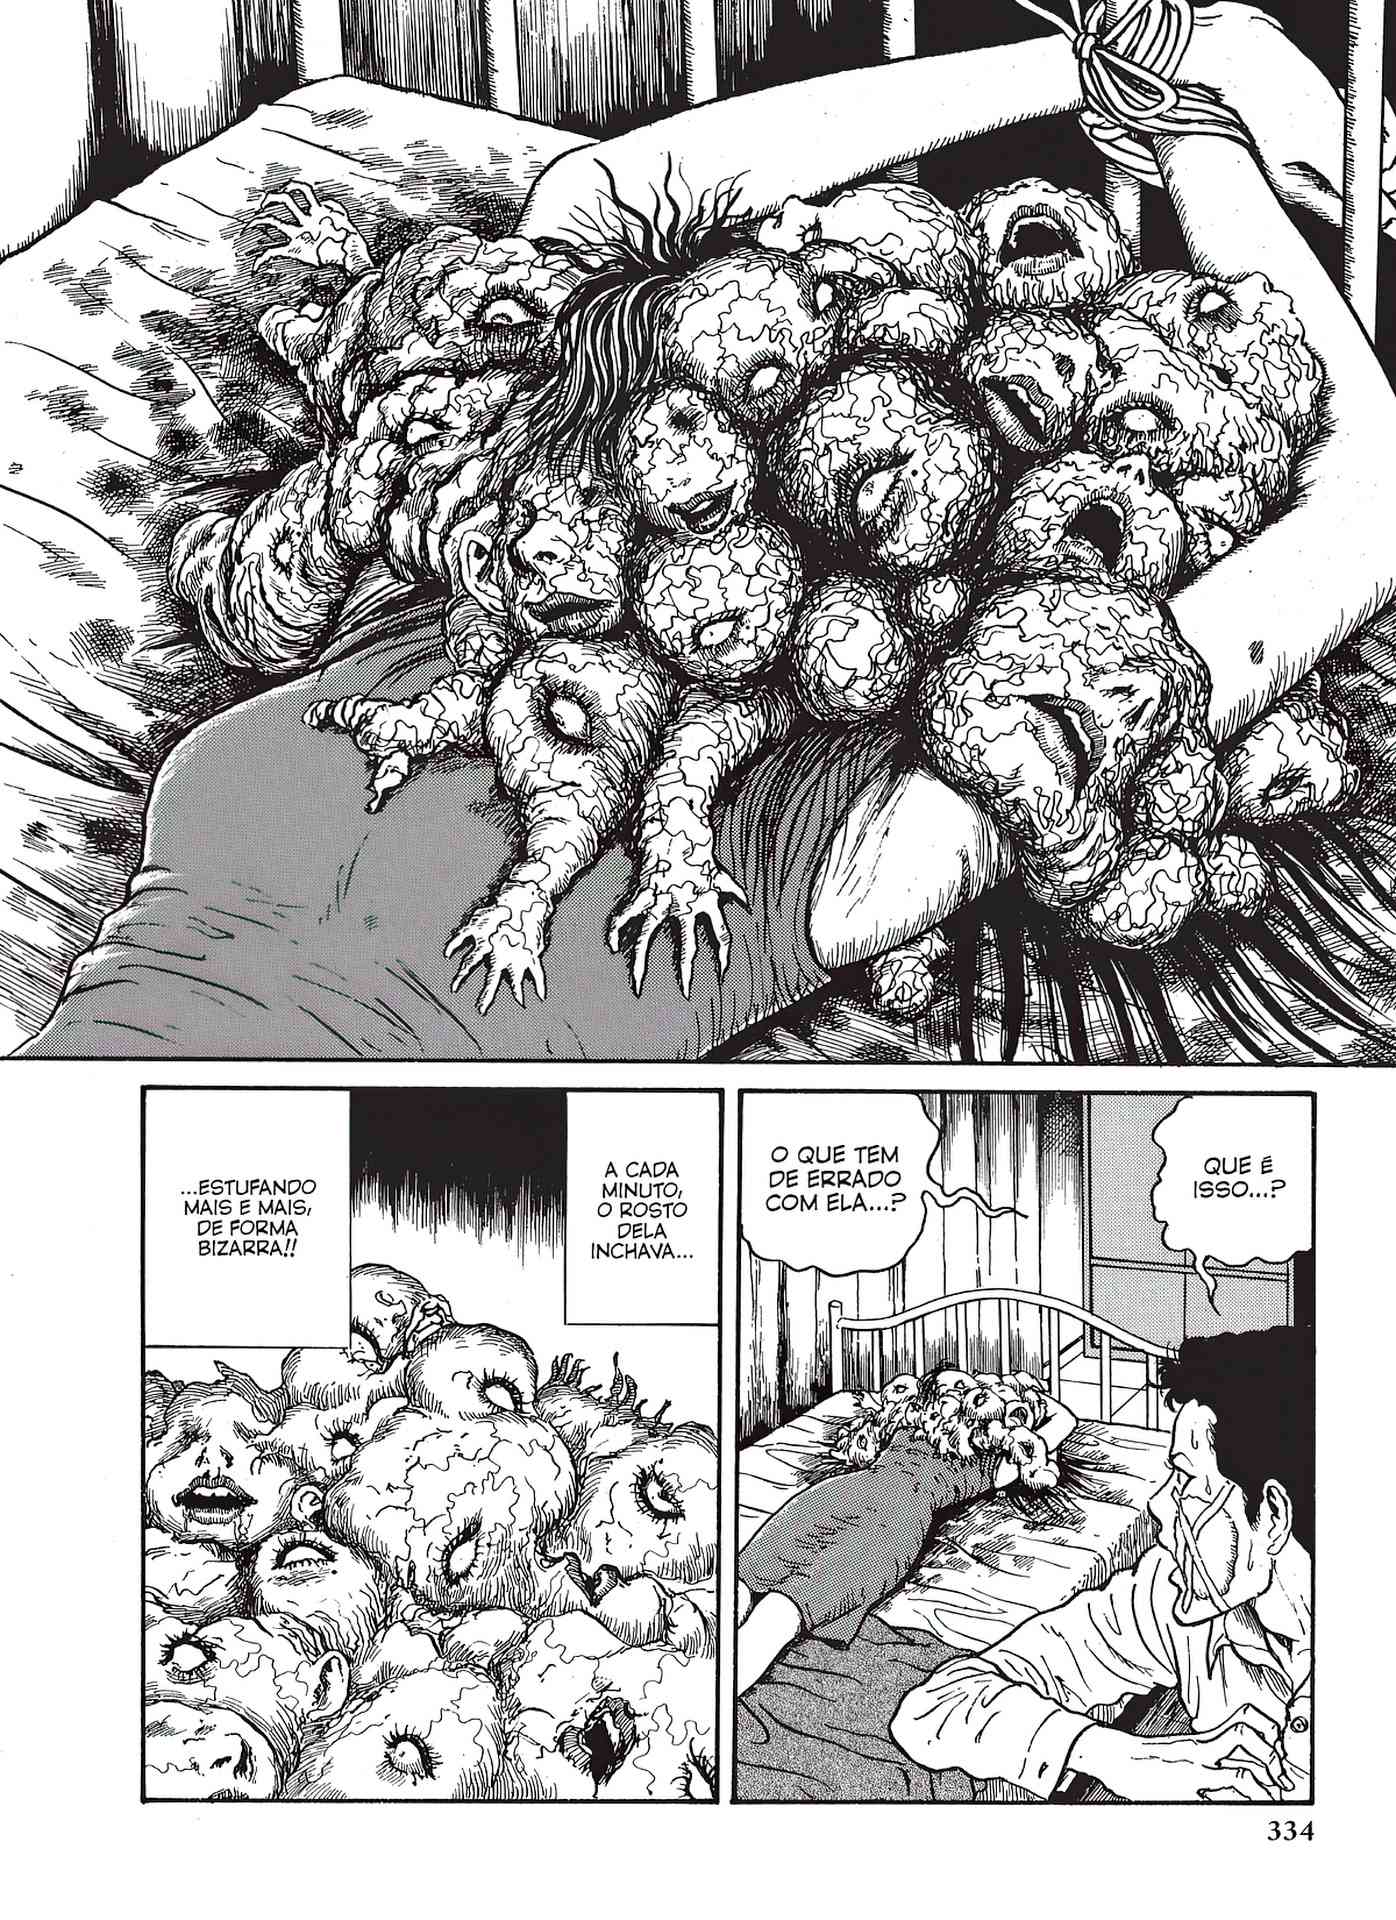 QUE É
ISSO...?
O QUE TEM
DE ERRADO
COM ELA...?
A CADA
MINUTO,
O ROSTO
DELA
INCHAVA...
...ESTUFANDO
MAIS E MAIS,
DE FORMA
BIZARRA!!
334